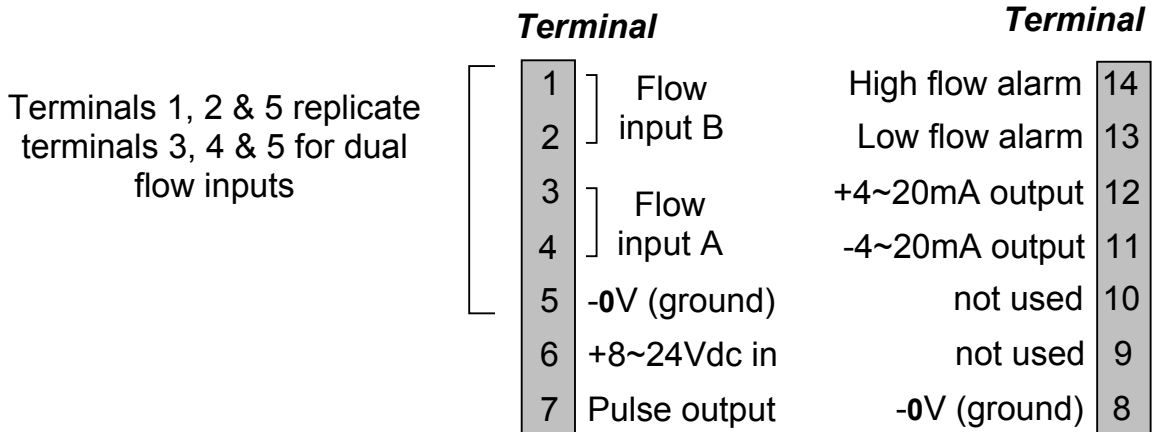 Terminal
Terminal
Terminals 1, 2 & 5 replicate
terminals 3, 4 & 5 for dual
flow inputs
1
2
Flow
input B
3
4
Flow
input A
5 -0V (ground)
6 +8~24Vdc in
7 Pulse output
High flow alarm 14
Low flow alarm 13
+4~20mA output 12
-4~20mA output 11
not used 10
not used 9
-0V (ground) 8